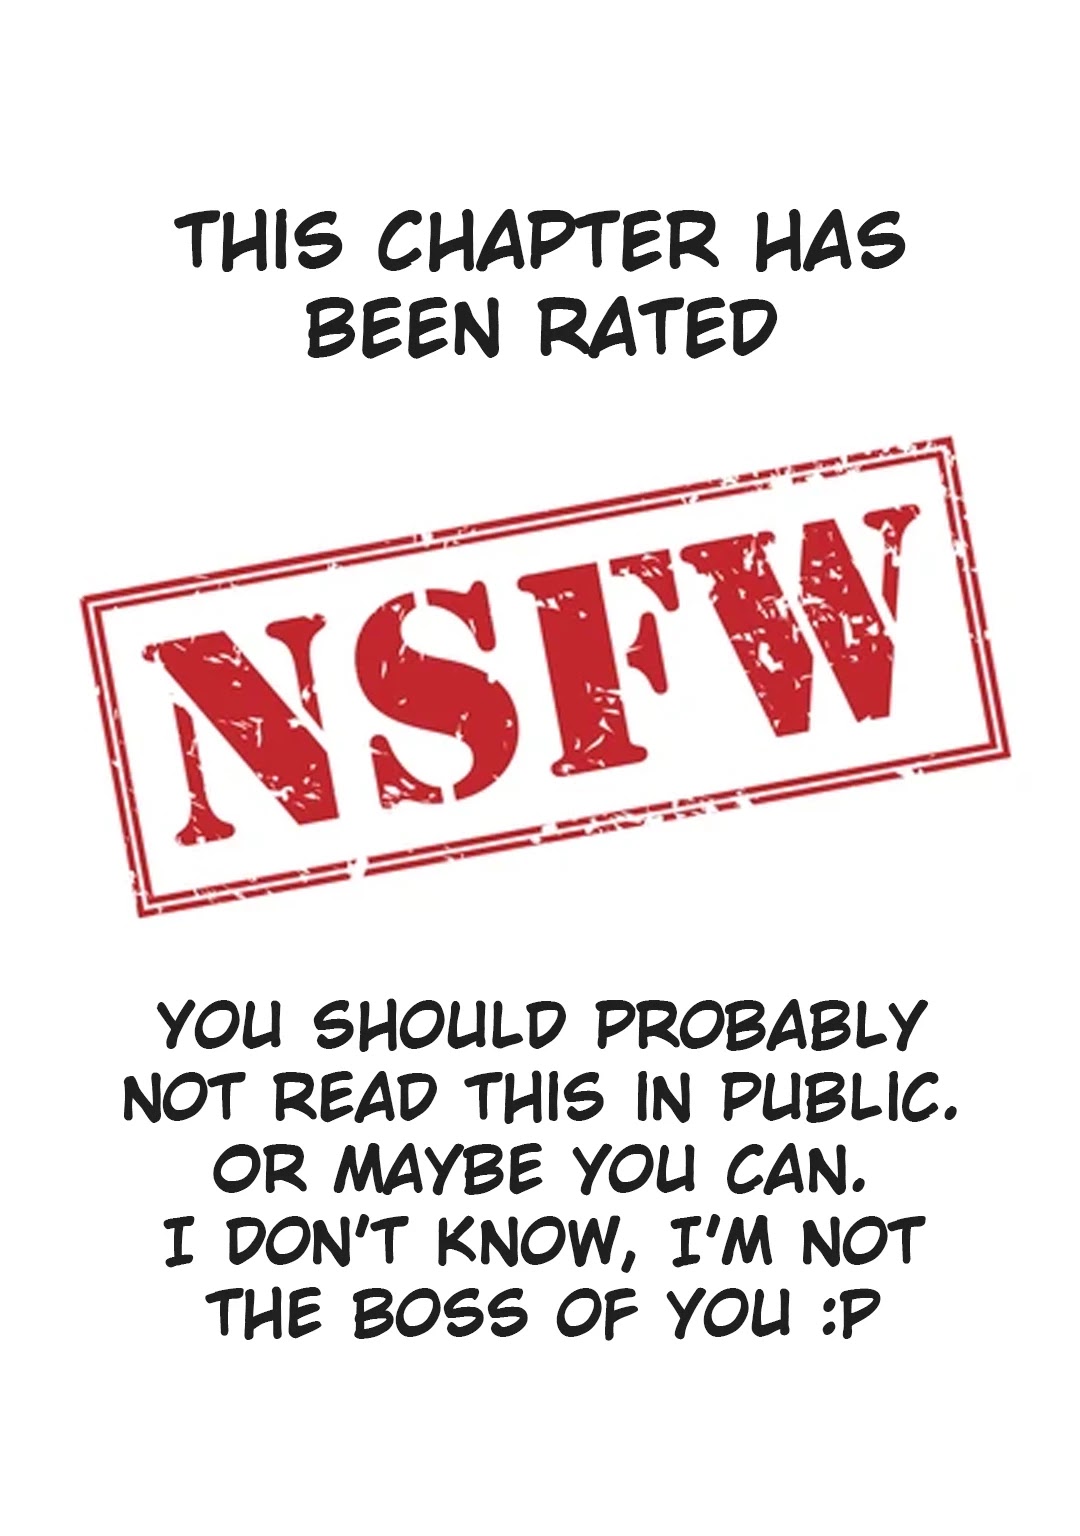 THIS CHAPTER HAS
BEEN RATED
NSFW
YOU SHOULD PROBABLY
NOT READ THIS IN PUBLIC.
OR MAYBE YOU CAN.
I DON'T KNOW, I'M NOT
THE BOSS OF YOU :P